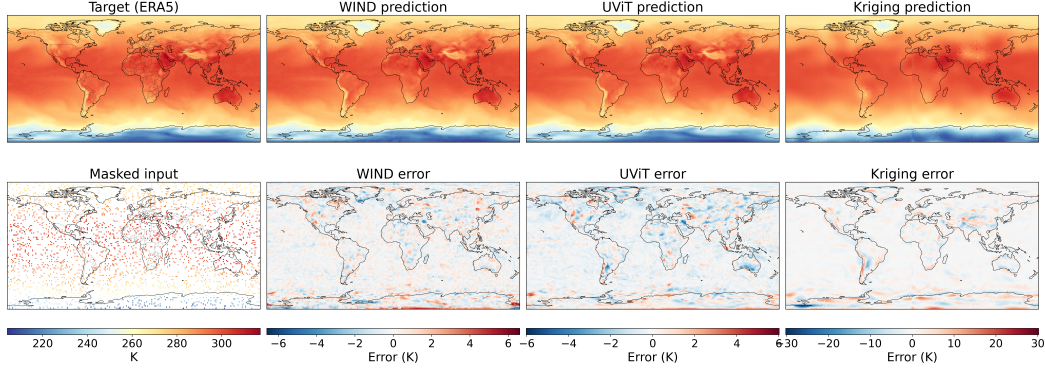 Target (ERA5) WIND prediction UViT prediction Kriging prediction
Masked input WIND error UViT error Kriging error
220 240 260 280 300 −6 −4 −2 0 2 4 6 −6 −4 −2 0 2 4 6 −30 −20 −10 0 10 20 30
K Error (K) Error (K) Error (K)